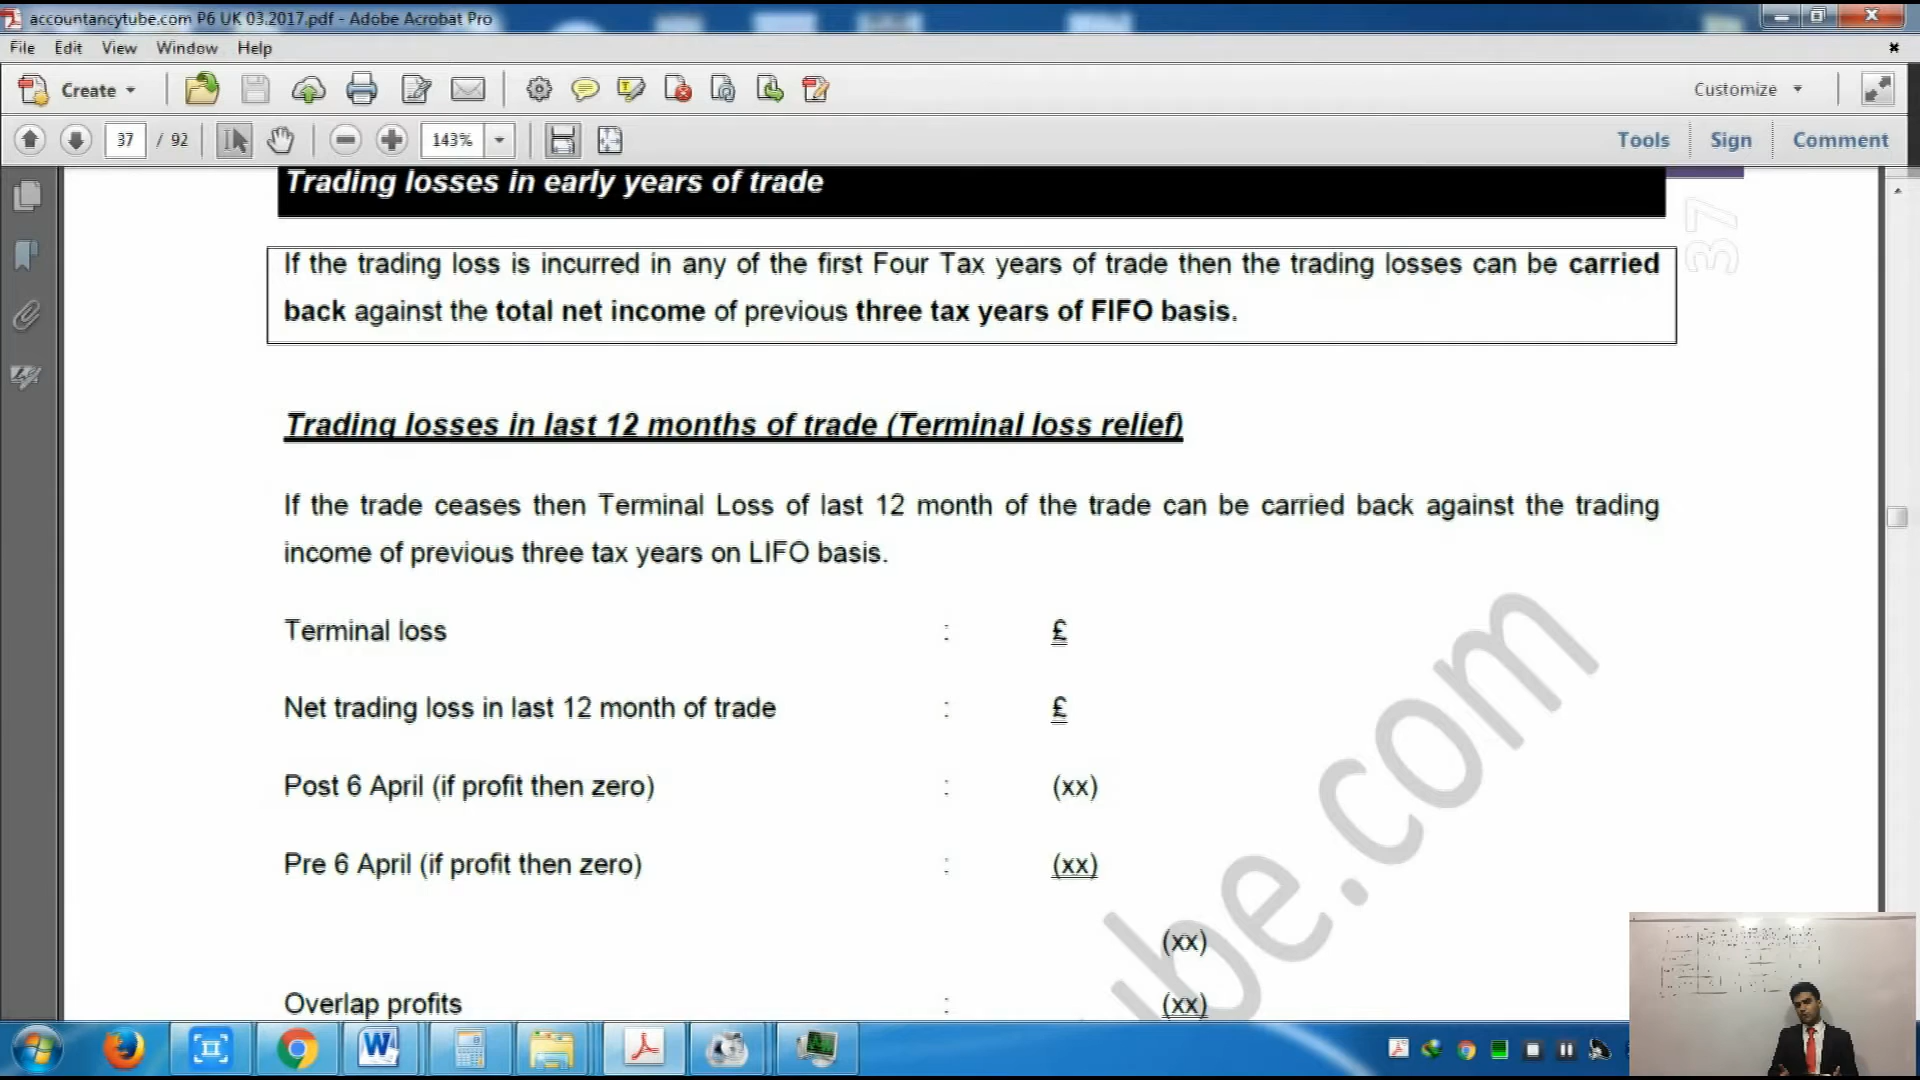 accountancytube.com P6 UK 03.2017.pdf - Adobe Acrobat Pro
File Edit View Window Help
Create Customize
37 / 92 143% Tools Sign Comment
Trading losses in early years of trade
37
If the trading loss is incurred in any of the first Four Tax years of trade then the trading losses can be carried
back against the total net income of previous three tax years of FIFO basis.
Trading losses in last 12 months of trade (Terminal loss relief)
If the trade ceases then Terminal Loss of last 12 month of the trade can be carried back against the trading
income of previous three tax years on LIFO basis.
Terminal loss : £
Net trading loss in last 12 month of trade : £
Post 6 April (if profit then zero) : (xx)
Pre 6 April (if profit then zero) : (xx)
(xx)
Overlap profits : (xx)
be.com